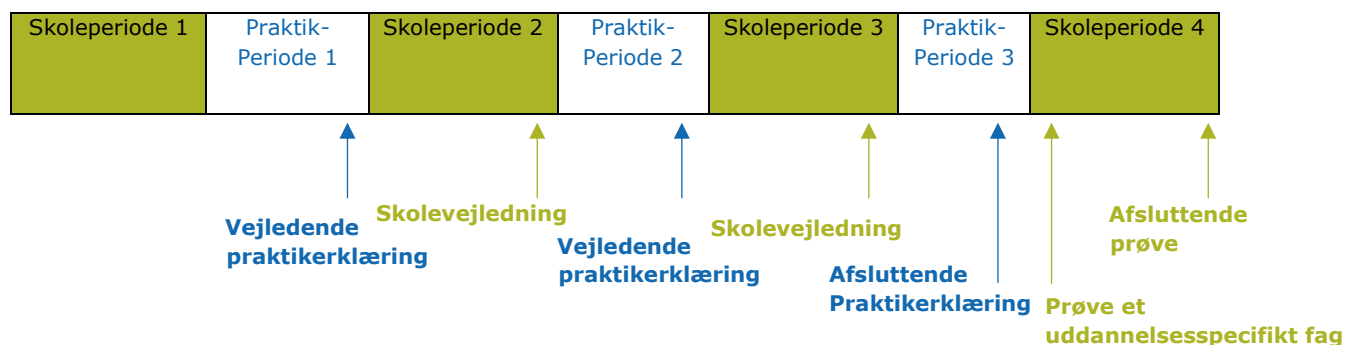 Skoleperiode 1
Praktik-
Periode 1
Skoleperiode 2
Praktik-
Periode 2
Skoleperiode 3
Praktik-
Periode 3
Skoleperiode 4
Vejledende
praktikerklæring
Skolevejledning
Vejledende
praktikerklæring
Skolevejledning
Afsluttende
Praktikerklæring
Prøve et
uddannelsesspecifikt fag
Afsluttende
prøve